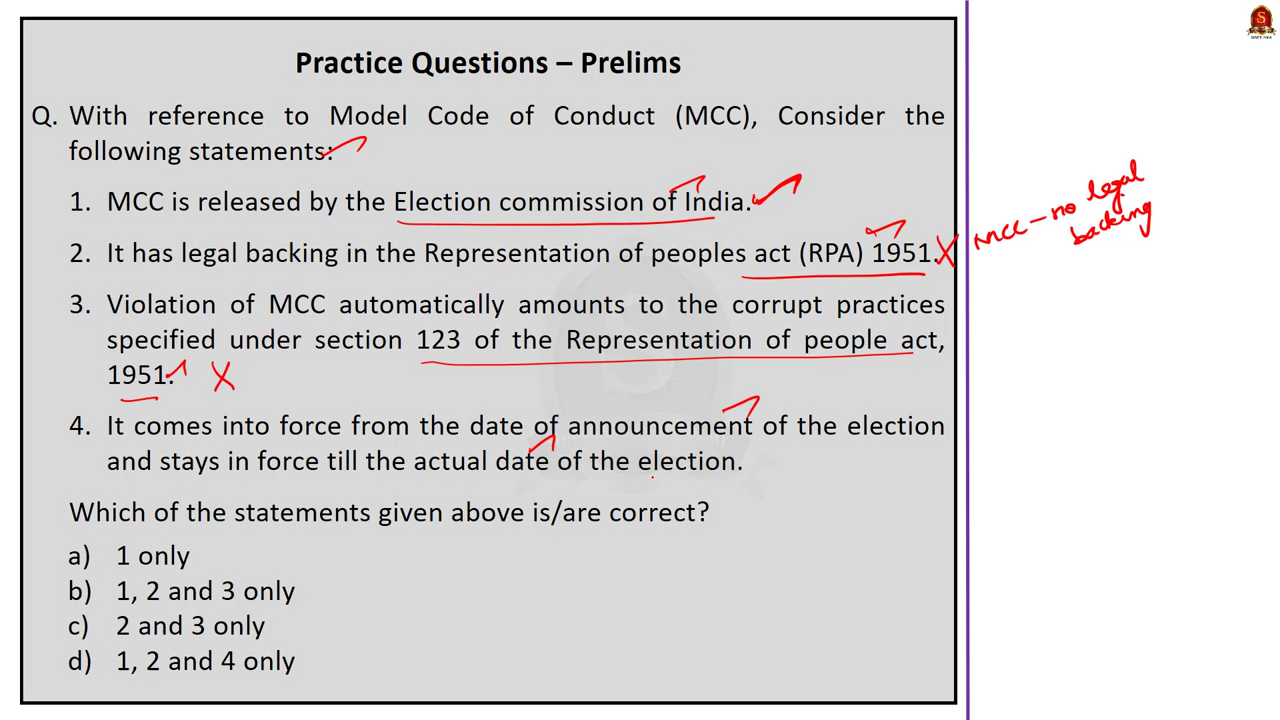 Practice Questions – Prelims
Q. With reference to Model Code of Conduct (MCC), Consider the
following statements:
1. MCC is released by the Election commission of India.
2. It has legal backing in the Representation of peoples act (RPA) 1951.
MCC – no legal
backing
3. Violation of MCC automatically amounts to the corrupt practices
specified under section 123 of the Representation of people act,
1951.
4. It comes into force from the date of announcement of the election
and stays in force till the actual date of the election.
Which of the statements given above is/are correct?
a) 1 only
b) 1, 2 and 3 only
c) 2 and 3 only
d) 1, 2 and 4 only